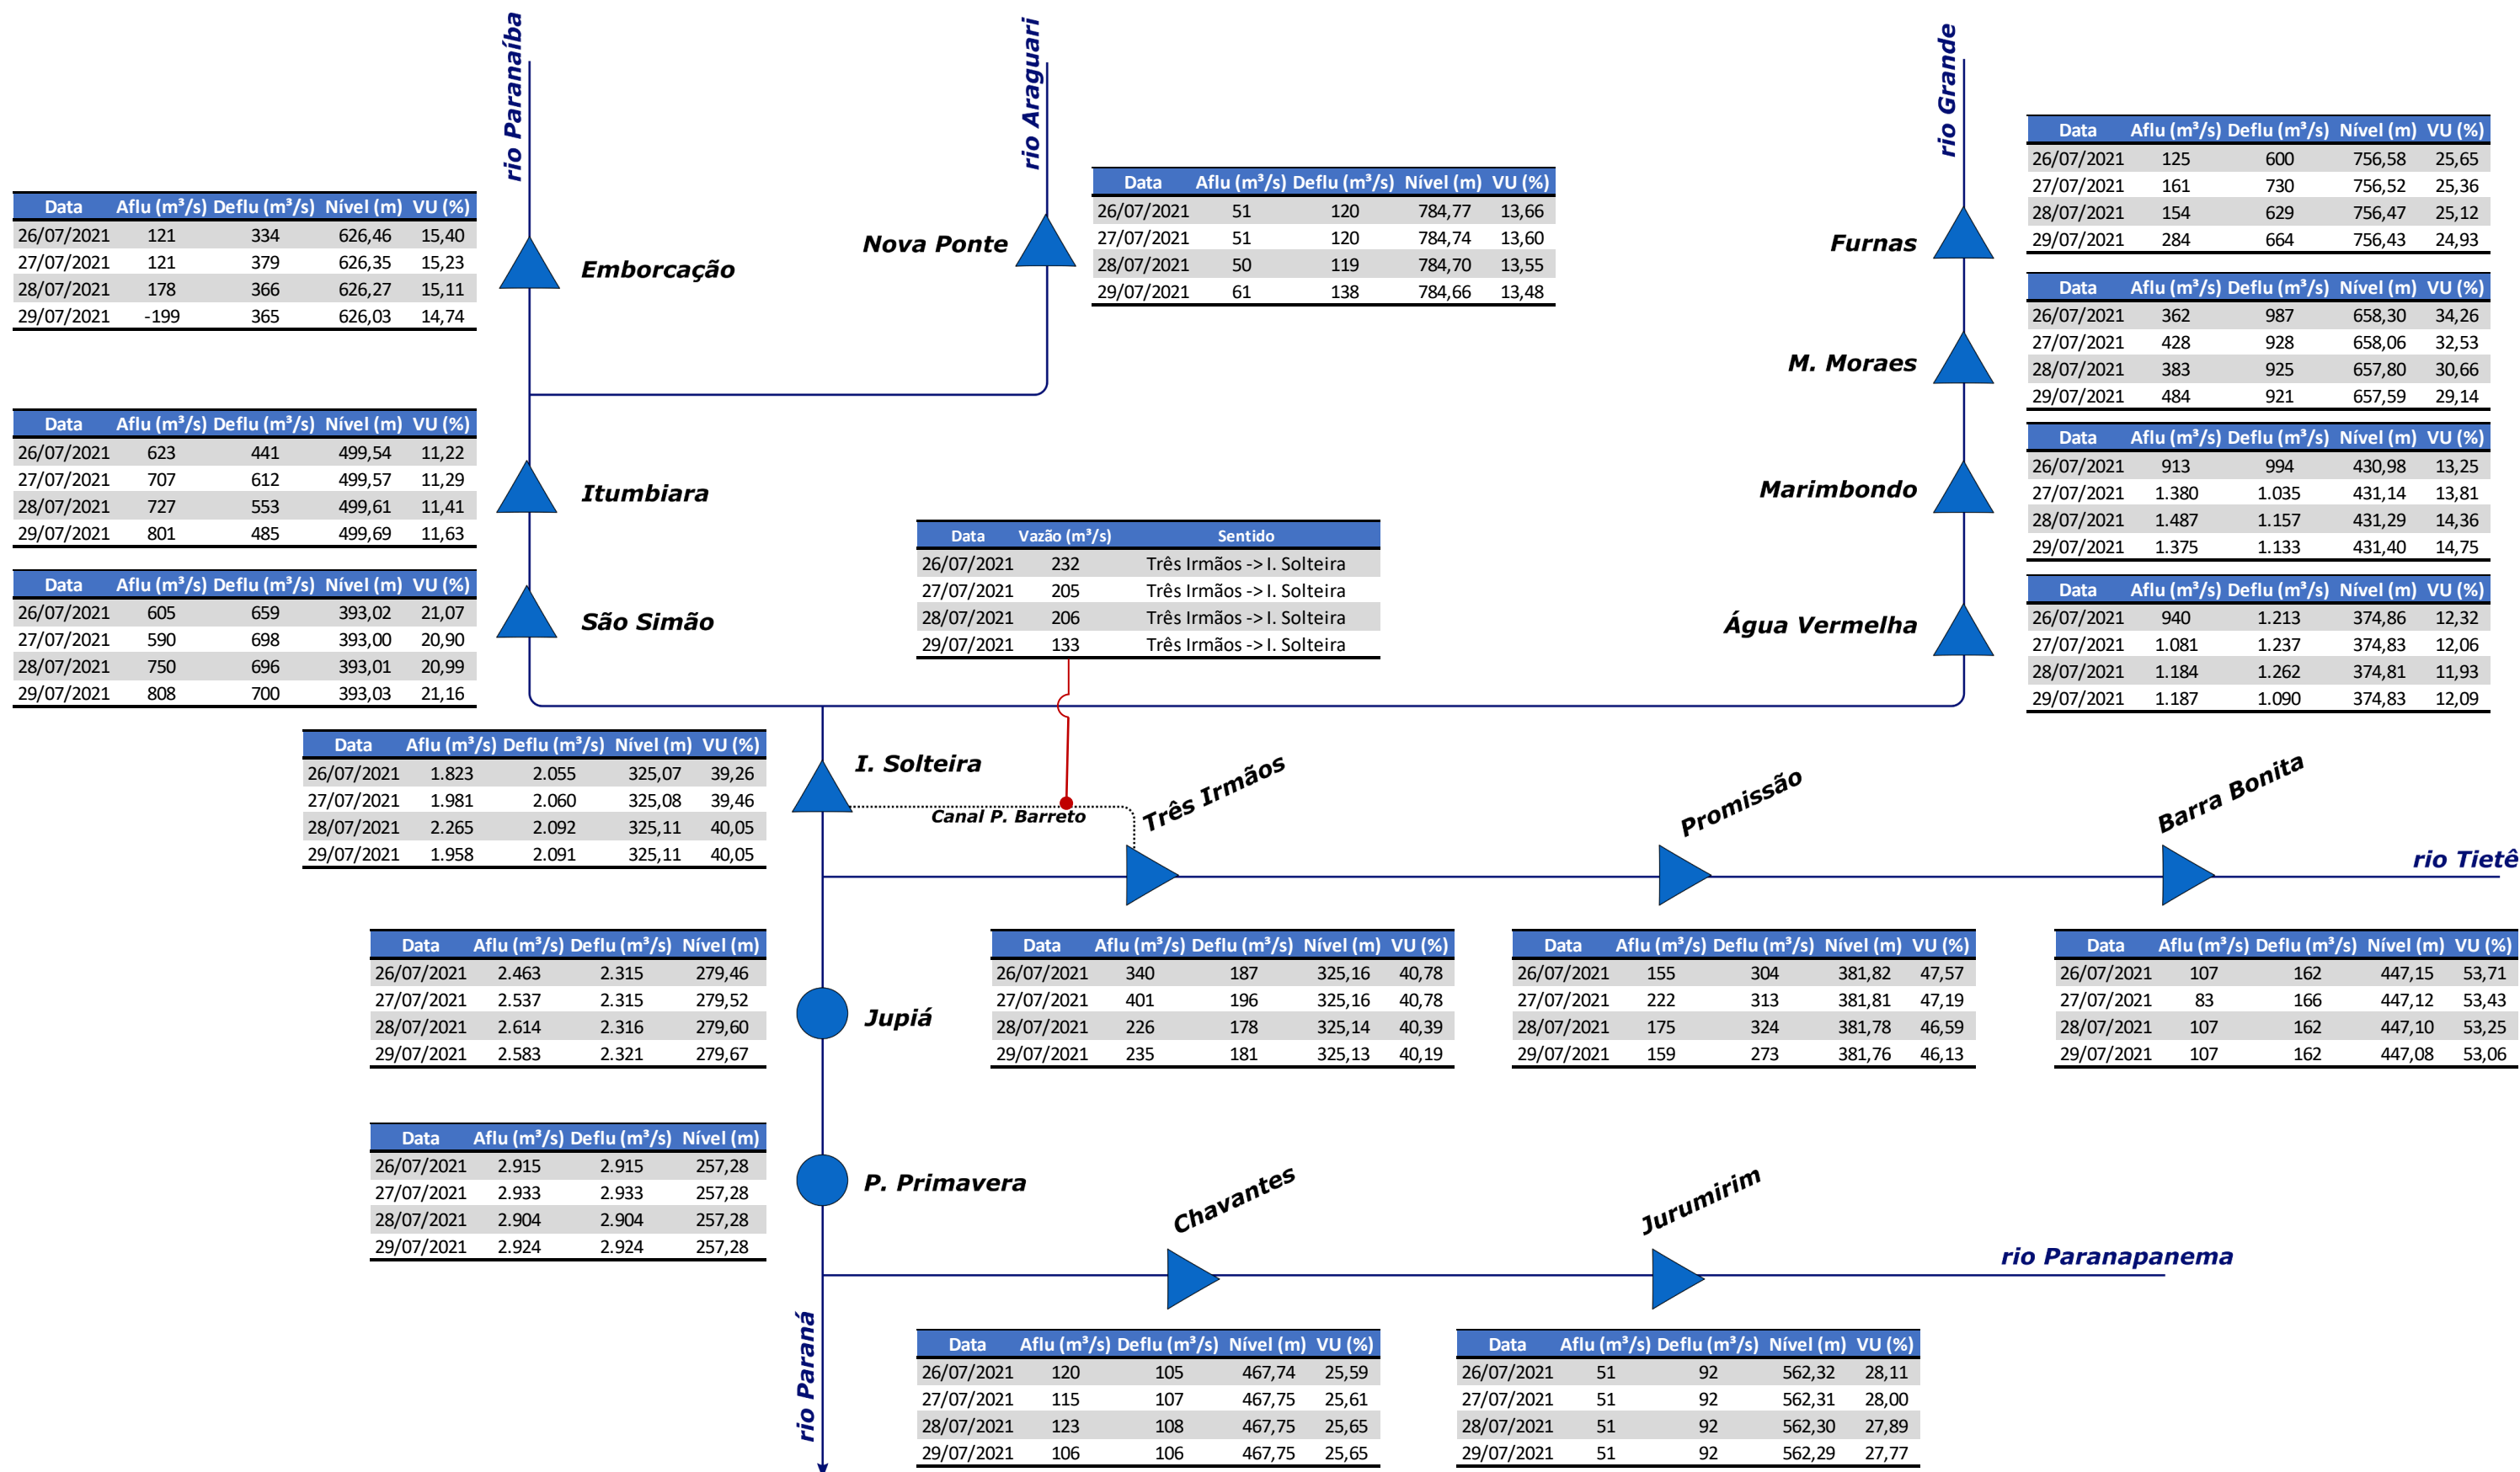 rio Paranaíba
rio Araguari
rio Grande
Data Aflu (m³/s) Deflu (m³/s) Nível (m) VU (%)
26/07/2021 125 600 756,58 25,65
27/07/2021 161 730 756,52 25,36
28/07/2021 154 629 756,47 25,12
29/07/2021 284 664 756,43 24,93
Furnas
Data Aflu (m³/s) Deflu (m³/s) Nível (m) VU (%)
26/07/2021 51 120 784,77 13,66
27/07/2021 51 120 784,74 13,60
28/07/2021 50 119 784,70 13,55
29/07/2021 61 138 784,66 13,48
Nova Ponte
Data Aflu (m³/s) Deflu (m³/s) Nível (m) VU (%)
26/07/2021 121 334 626,46 15,40
27/07/2021 121 379 626,35 15,23
28/07/2021 178 366 626,27 15,11
29/07/2021 -199 365 626,03 14,74
Emborcação
Data Aflu (m³/s) Deflu (m³/s) Nível (m) VU (%)
26/07/2021 362 987 658,30 34,26
27/07/2021 428 928 658,06 32,53
28/07/2021 383 925 657,80 30,66
29/07/2021 484 921 657,59 29,14
M. Moraes
Data Aflu (m³/s) Deflu (m³/s) Nível (m) VU (%)
26/07/2021 623 441 499,54 11,22
27/07/2021 707 612 499,57 11,29
28/07/2021 727 553 499,61 11,41
29/07/2021 801 485 499,69 11,63
Itumbiara
Data Aflu (m³/s) Deflu (m³/s) Nível (m) VU (%)
26/07/2021 913 994 430,98 13,25
27/07/2021 1.380 1.035 431,14 13,81
28/07/2021 1.487 1.157 431,29 14,36
29/07/2021 1.375 1.133 431,40 14,75
Marimbondo
Data Vazão (m³/s) Sentido
26/07/2021 232 Três Irmãos -> I. Solteira
27/07/2021 205 Três Irmãos -> I. Solteira
28/07/2021 206 Três Irmãos -> I. Solteira
29/07/2021 133 Três Irmãos -> I. Solteira
Data Aflu (m³/s) Deflu (m³/s) Nível (m) VU (%)
26/07/2021 605 659 393,02 21,07
27/07/2021 590 698 393,00 20,90
28/07/2021 750 696 393,01 20,99
29/07/2021 808 700 393,03 21,16
São Simão
Data Aflu (m³/s) Deflu (m³/s) Nível (m) VU (%)
26/07/2021 940 1.213 374,86 12,32
27/07/2021 1.081 1.237 374,83 12,06
28/07/2021 1.184 1.262 374,81 11,93
29/07/2021 1.187 1.090 374,83 12,09
Água Vermelha
Data Aflu (m³/s) Deflu (m³/s) Nível (m) VU (%)
26/07/2021 1.823 2.055 325,07 39,26
27/07/2021 1.981 2.060 325,08 39,46
28/07/2021 2.265 2.092 325,11 40,05
29/07/2021 1.958 2.091 325,11 40,05
I. Solteira
Canal P. Barreto
Três Irmãos
Promissão
Barra Bonita
rio Tietê
Data Aflu (m³/s) Deflu (m³/s) Nível (m)
26/07/2021 2.463 2.315 279,46
27/07/2021 2.537 2.315 279,52
28/07/2021 2.614 2.316 279,60
29/07/2021 2.583 2.321 279,67
Jupiá
Data Aflu (m³/s) Deflu (m³/s) Nível (m) VU (%)
26/07/2021 340 187 325,16 40,78
27/07/2021 401 196 325,16 40,78
28/07/2021 226 178 325,14 40,39
29/07/2021 235 181 325,13 40,19
Data Aflu (m³/s) Deflu (m³/s) Nível (m) VU (%)
26/07/2021 155 304 381,82 47,57
27/07/2021 222 313 381,81 47,19
28/07/2021 175 324 381,78 46,59
29/07/2021 159 273 381,76 46,13
Data Aflu (m³/s) Deflu (m³/s) Nível (m) VU (%)
26/07/2021 107 162 447,15 53,71
27/07/2021 83 166 447,12 53,43
28/07/2021 107 162 447,10 53,25
29/07/2021 107 162 447,08 53,06
Data Aflu (m³/s) Deflu (m³/s) Nível (m)
26/07/2021 2.915 2.915 257,28
27/07/2021 2.933 2.933 257,28
28/07/2021 2.904 2.904 257,28
29/07/2021 2.924 2.924 257,28
P. Primavera
Chavantes
Jurumirim
rio Paranapanema
rio Paraná
Data Aflu (m³/s) Deflu (m³/s) Nível (m) VU (%)
26/07/2021 120 105 467,74 25,59
27/07/2021 115 107 467,75 25,61
28/07/2021 123 108 467,75 25,65
29/07/2021 106 106 467,75 25,65
Data Aflu (m³/s) Deflu (m³/s) Nível (m) VU (%)
26/07/2021 51 92 562,32 28,11
27/07/2021 51 92 562,31 28,00
28/07/2021 51 92 562,30 27,89
29/07/2021 51 92 562,29 27,77